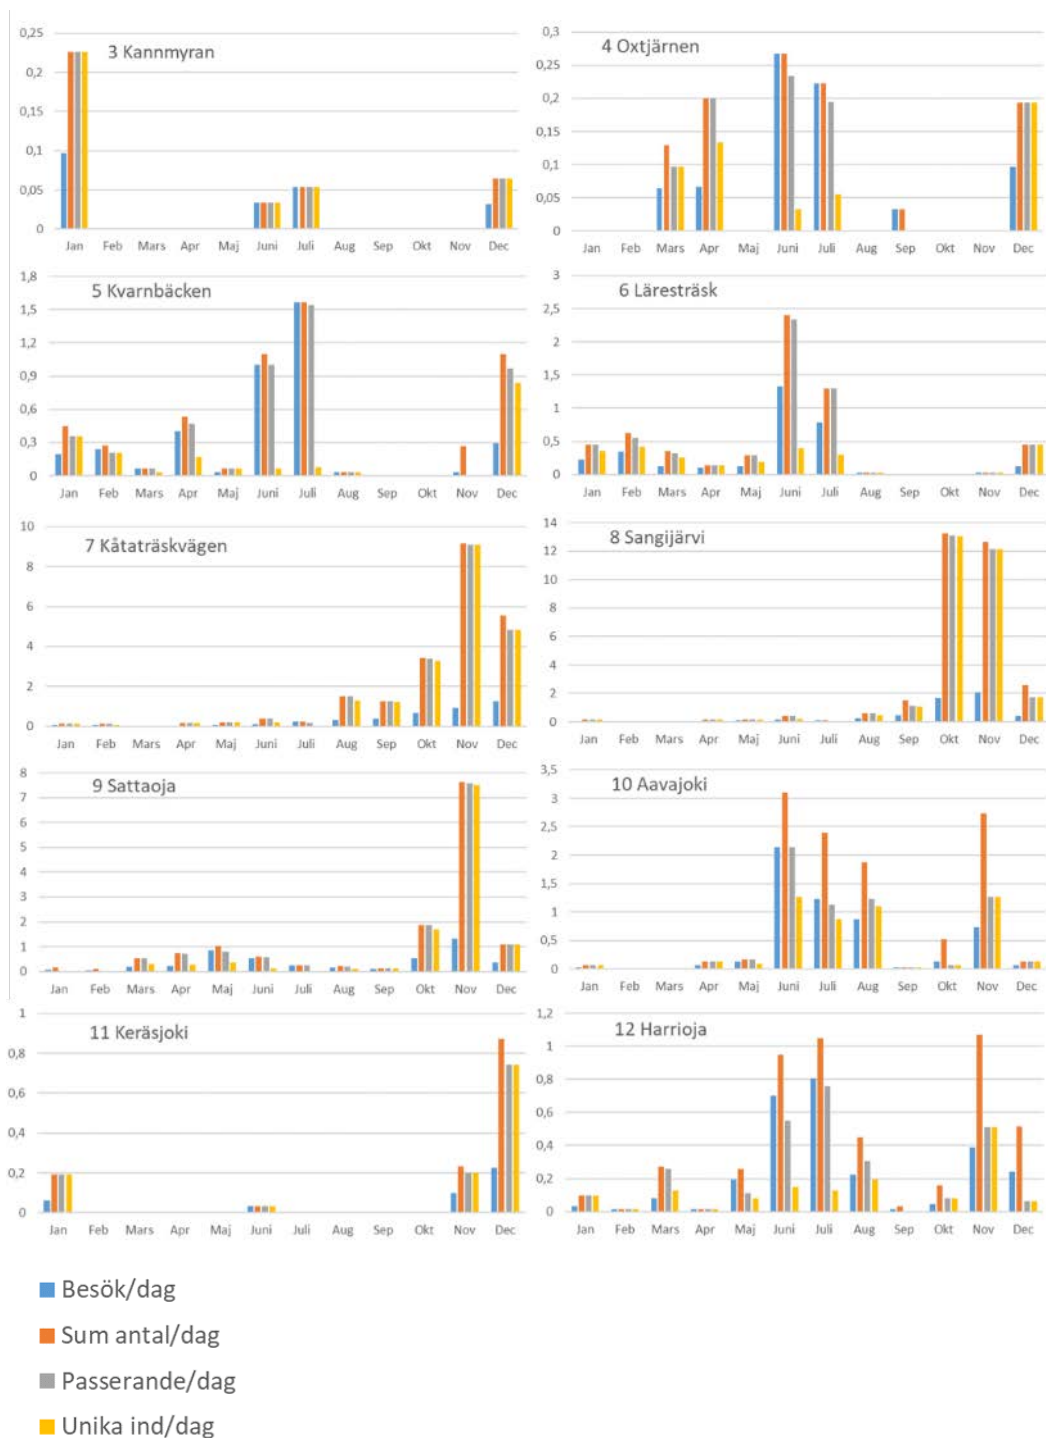 3 Kannmyran
0,25
0,2
0,15
0,1
0,05
0
Jan Feb Mars Apr Maj Juni Juli Aug Sep Okt Nov Dec
4 Oxtjärnen
0,3
0,25
0,2
0,15
0,1
0,05
0
Jan Feb Mars Apr Maj Juni Juli Aug Sep Okt Nov Dec
5 Kvarnbäcken
1,8
1,5
1,2
0,9
0,6
0,3
0
Jan Feb Mars Apr Maj Juni Juli Aug Sep Okt Nov Dec
6 Läresträsk
3
2,5
2
1,5
1
0,5
0
Jan Feb Mars Apr Maj Juni Juli Aug Sep Okt Nov Dec
7 Kåtaträskvägen
10
8
6
4
2
0
Jan Feb Mars Apr Maj Juni Juli Aug Sep Okt Nov Dec
8 Sangijärvi
14
12
10
8
6
4
2
0
Jan Feb Mars Apr Maj Juni Juli Aug Sep Okt Nov Dec
9 Sattaoja
8
7
6
5
4
3
2
1
0
Jan Feb Mars Apr Maj Juni Juli Aug Sep Okt Nov Dec
10 Aavajoki
3,5
3
2,5
2
1,5
1
0,5
0
Jan Feb Mars Apr Maj Juni Juli Aug Sep Okt Nov Dec
11 Keräsjoki
1
0,8
0,6
0,4
0,2
0
Jan Feb Mars Apr Maj Juni Juli Aug Sep Okt Nov Dec
12 Harrioja
1,2
1
0,8
0,6
0,4
0,2
0
Jan Feb Mars Apr Maj Juni Juli Aug Sep Okt Nov Dec
Besök/dag
Sum antal/dag
Passerande/dag
Unika ind/dag